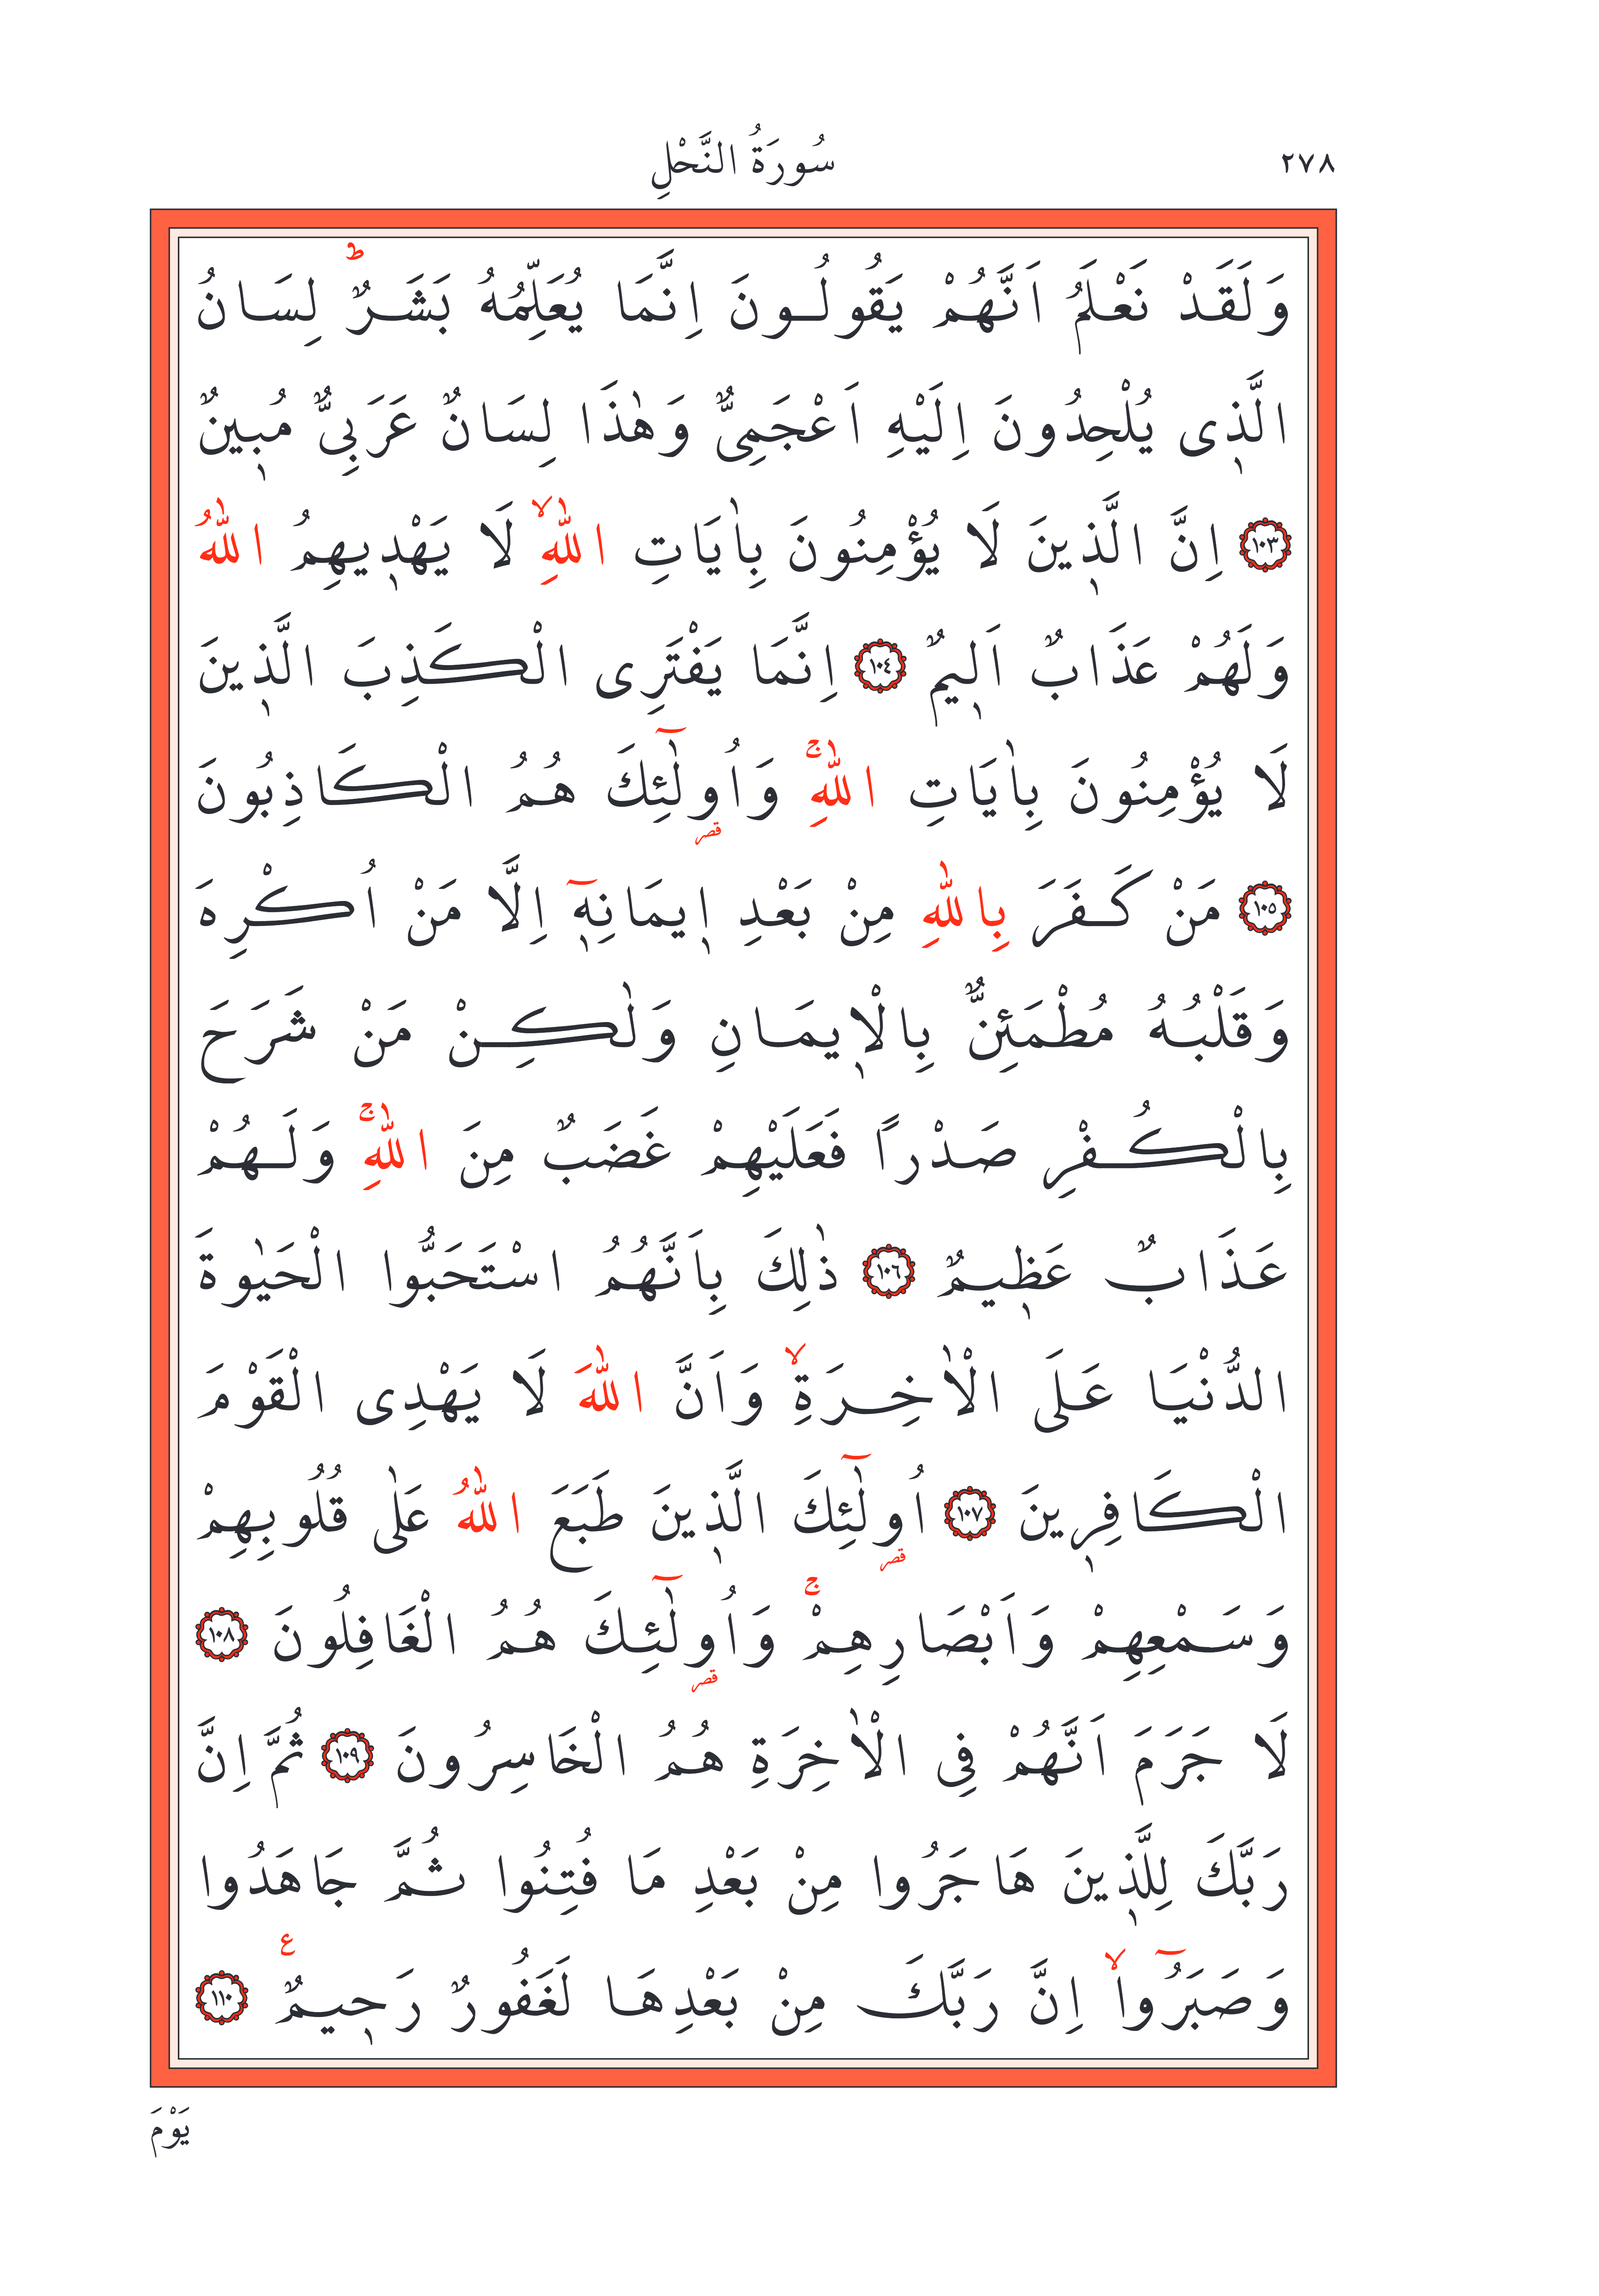 ٢٧٨ سُورَةُ النَّحْلِ
وَلَقَدْ نَعْلَمُ اَنَّهُمْ يَقُولُونَ اِنَّمَا يُعَلِّمُهُ بَشَرٌۜ لِسَانُ
الَّذ۪ى يُلْحِدُونَ اِلَيْهِ اَعْجَمِىٌّ وَهٰذَا لِسَانٌ عَرَبِىٌّ مُب۪ينٌ
﴿١٠٣﴾ اِنَّ الَّذ۪ينَ لَا يُؤْمِنُونَ بِاٰيَاتِ اللّٰهِۙ لَا يَهْد۪يهِمُ اللّٰهُ
وَلَهُمْ عَذَابٌ اَل۪يمٌ ﴿١٠٤﴾ اِنَّمَا يَفْتَرِى الْكَذِبَ الَّذ۪ينَ
لَا يُؤْمِنُونَ بِاٰيَاتِ اللّٰهِۚ وَاُو۬لٰٓئِكَ هُمُ الْكَاذِبُونَ
قصر
﴿١٠٥﴾ مَنْ كَفَرَ بِاللّٰهِ مِنْ بَعْدِ ا۪يمَانِه۪ٓ اِلَّا مَنْ اُكْرِهَ
وَقَلْبُهُ مُطْمَئِنٌّ بِالْا۪يمَانِ وَلٰكِنْ مَنْ شَرَحَ
بِالْكُفْرِ صَدْرًا فَعَلَيْهِمْ غَضَبٌ مِنَ اللّٰهِۚ وَلَهُمْ
عَذَابٌ عَظ۪يمٌ ﴿١٠٦﴾ ذٰلِكَ بِاَنَّهُمُ اسْتَحَبُّوا الْحَيٰوةَ
الدُّنْيَا عَلَى الْاٰخِرَةِۙ وَاَنَّ اللّٰهَ لَا يَهْدِى الْقَوْمَ
الْكَافِر۪ينَ ﴿١٠٧﴾ اُو۬لٰٓئِكَ الَّذ۪ينَ طَبَعَ اللّٰهُ عَلٰى قُلُوبِهِمْ
قصر
وَسَمْعِهِمْ وَاَبْصَارِهِمْۚ وَاُو۬لٰٓئِكَ هُمُ الْغَافِلُونَ ﴿١٠٨﴾
قصر
لَا جَرَمَ اَنَّهُمْ فِى الْاٰخِرَةِ هُمُ الْخَاسِرُونَ ﴿١٠٩﴾ ثُمَّ اِنَّ
رَبَّكَ لِلَّذ۪ينَ هَاجَرُوا مِنْ بَعْدِ مَا فُتِنُوا ثُمَّ جَاهَدُوا
وَصَبَرُٓواۙ اِنَّ رَبَّكَ مِنْ بَعْدِهَا لَغَفُورٌ رَح۪يمٌ ع ﴿١١٠﴾
يَوْمَ